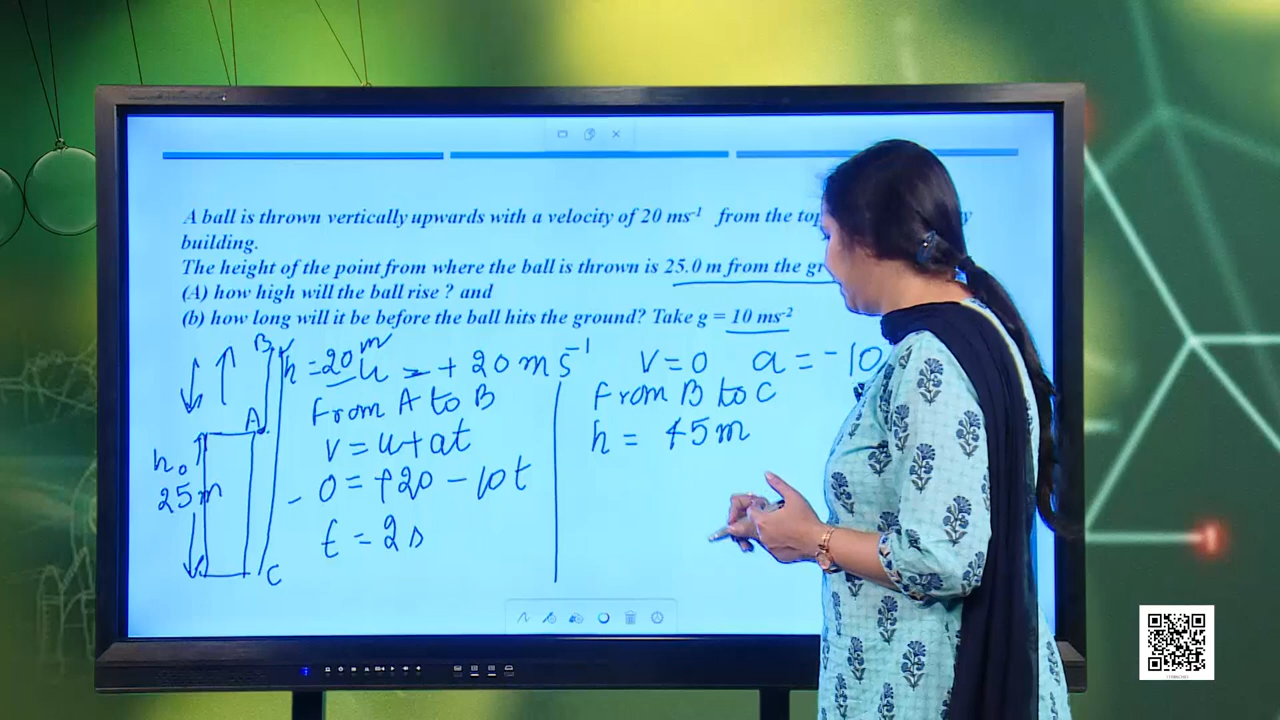 A ball is thrown vertically upwards with a velocity of 20 ms-1 from the top
building.
The height of the point from where the ball is thrown is 25.0 m from the
(A) how high will the ball rise ? and
(b) how long will it be before the ball hits the ground? Take g = 10 ms-2
B
h = 20m
u = + 20 m s⁻¹ v = 0 a = -10
From A to B
A
v = u + at
h₀
25m
- 0 = +20 - 10t
t = 2s
C
From B to C
h = 45m